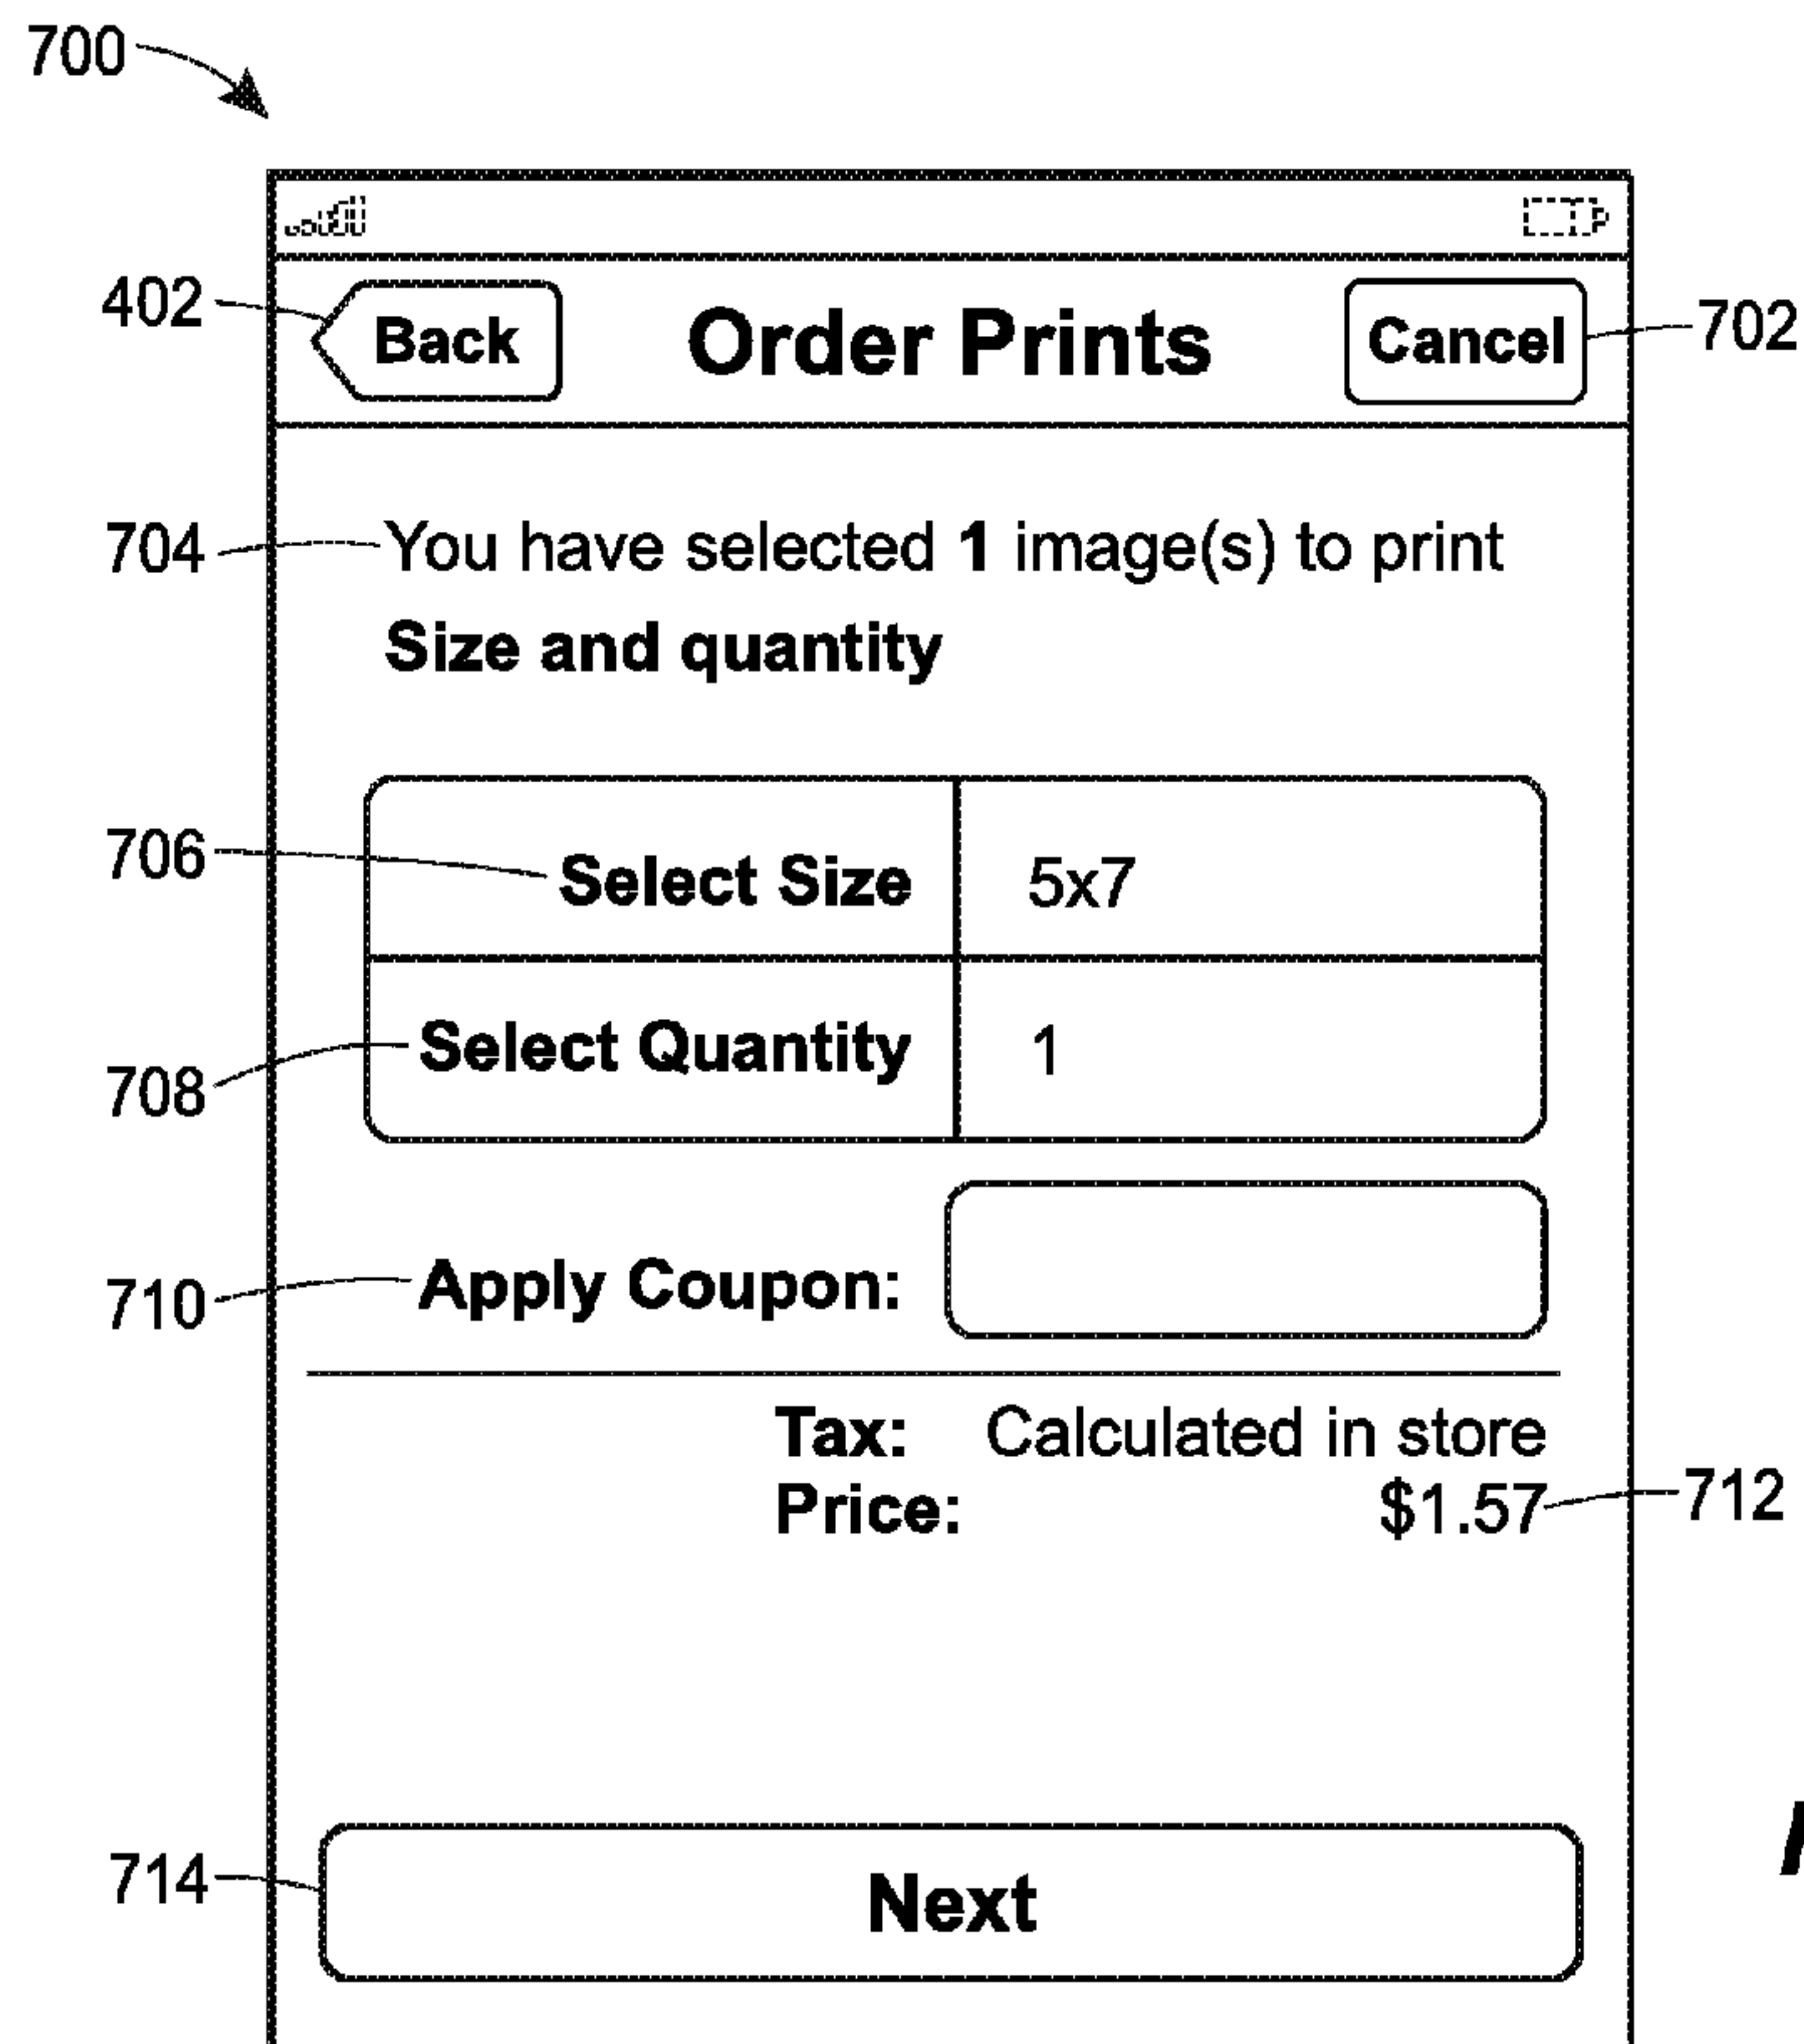 700
402 Back Order Prints Cancel 702
704 You have selected 1 image(s) to print
Size and quantity
706 Select Size 5x7
708 Select Quantity 1
710 Apply Coupon:
Tax: Calculated in store
Price: $1.57 712
714 Next